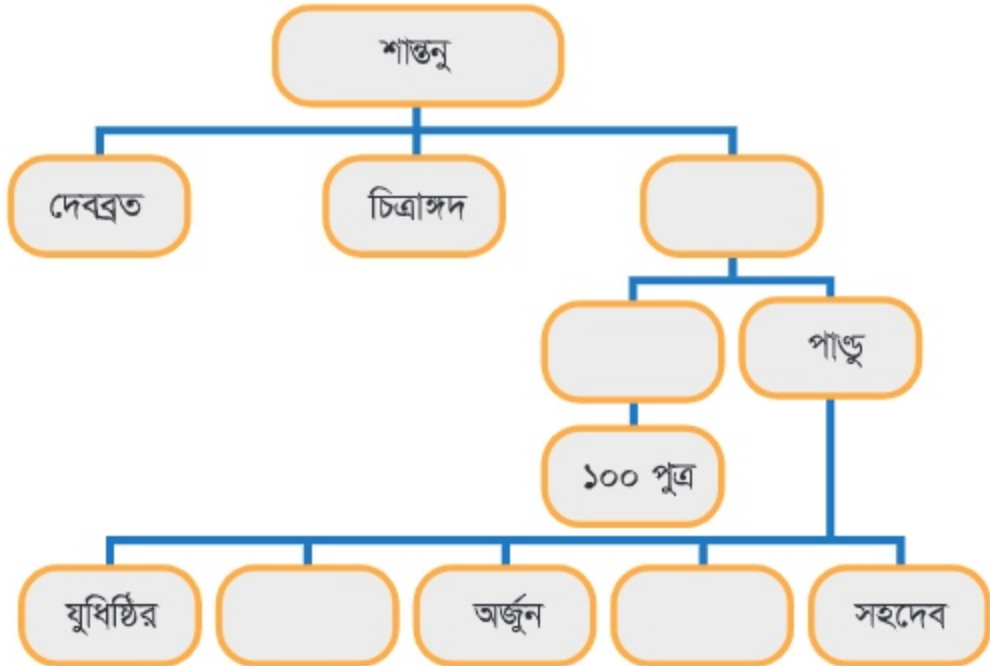 শান্তনু
দেবব্রত
চিত্রাঙ্গদ
পাণ্ডু
১০০ পুত্র
যুধিষ্ঠির
অর্জুন
সহদেব